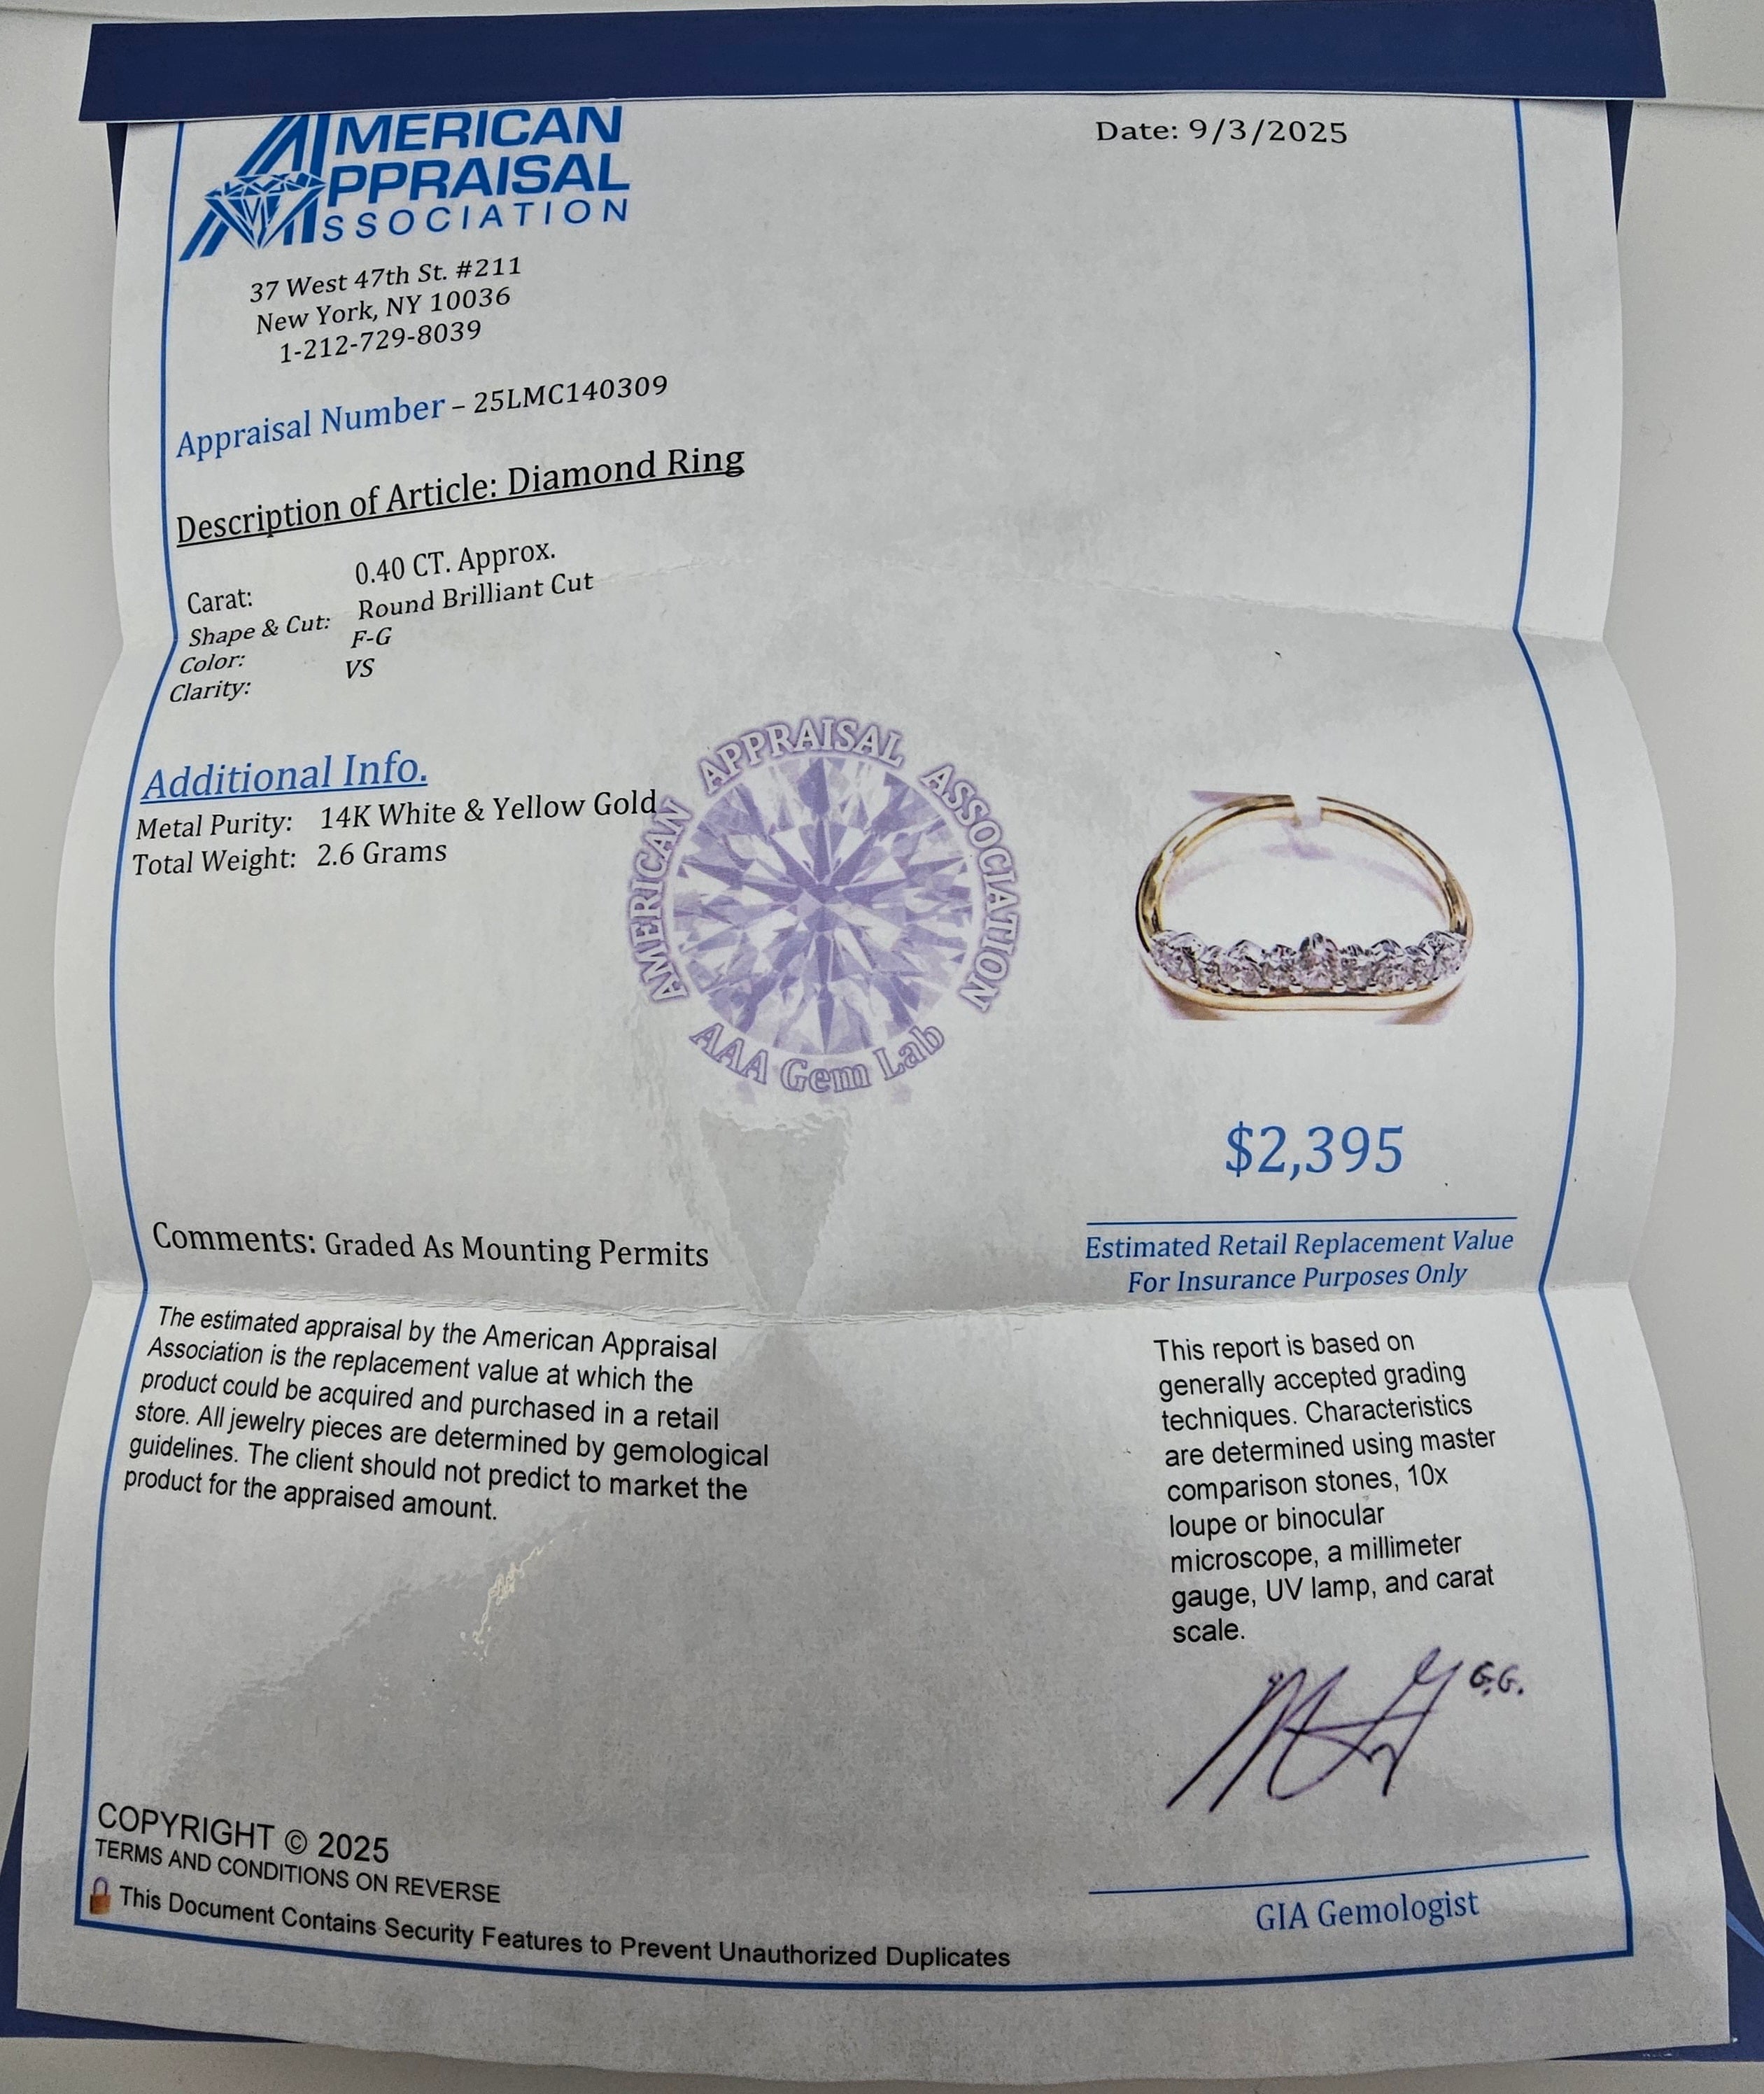 AMERICAN
APPRAISAL
ASSOCIATION
Date: 9/3/2025
37 West 47th St. #211
New York, NY 10036
1-212-729-8039
Appraisal Number – 25LMC140309
Description of Article: Diamond Ring
Carat: 0.40 CT. Approx.
Shape & Cut: Round Brilliant Cut
Color: F-G
Clarity: VS
Additional Info.
Metal Purity: 14K White & Yellow Gold
Total Weight: 2.6 Grams
AMERICAN APPRAISAL ASSOCIATION
AAA Gem Lab
$2,395
Estimated Retail Replacement Value
For Insurance Purposes Only
Comments: Graded As Mounting Permits
The estimated appraisal by the American Appraisal
Association is the replacement value at which the
product could be acquired and purchased in a retail
store. All jewelry pieces are determined by gemological
guidelines. The client should not predict to market the
product for the appraised amount.
This report is based on
generally accepted grading
techniques. Characteristics
are determined using master
comparison stones, 10x
loupe or binocular
microscope, a millimeter
gauge, UV lamp, and carat
scale.
G.G.
GIA Gemologist
COPYRIGHT © 2025
TERMS AND CONDITIONS ON REVERSE
This Document Contains Security Features to Prevent Unauthorized Duplicates